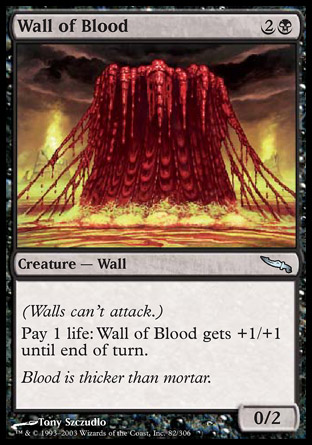 Wall of Blood 2
Creature — Wall
(Walls can't attack.)
Pay 1 life: Wall of Blood gets +1/+1
until end of turn.
Blood is thicker than mortar.
Tony Szczudlo
™ & © 1993–2003 Wizards of the Coast, Inc. 82/306
0/2